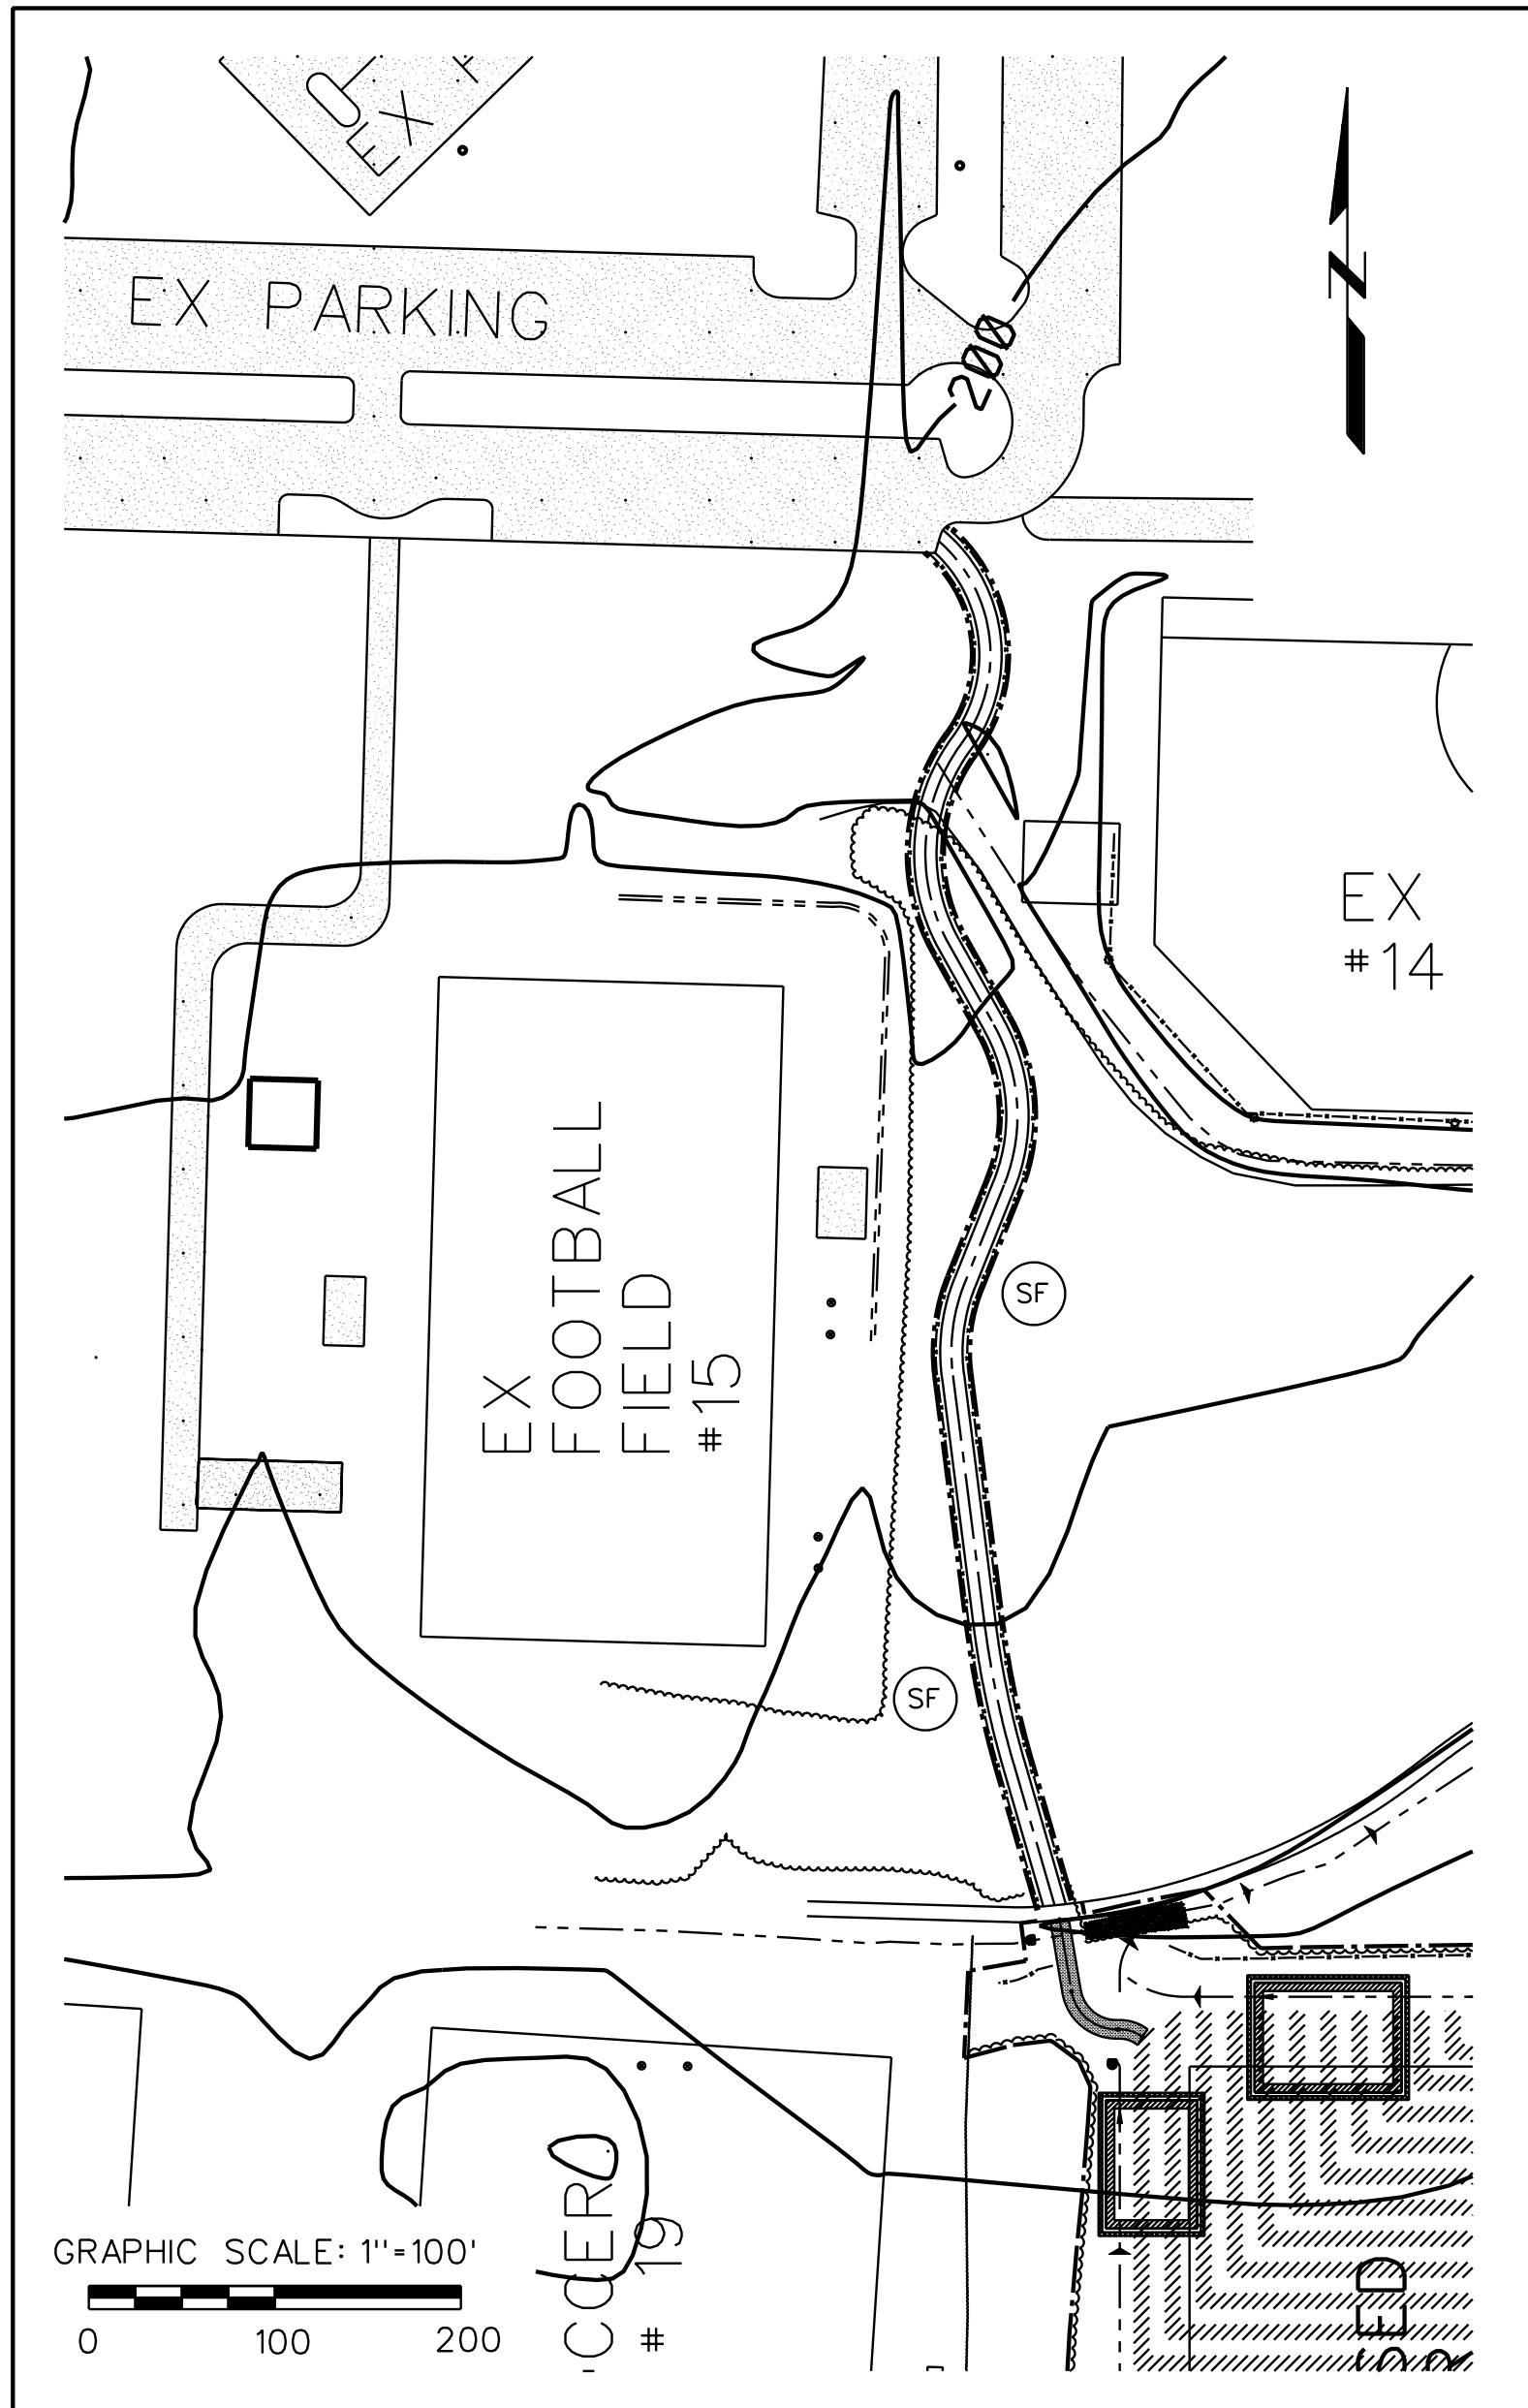 EX
EX PARKING
200
N
EX
#14
EX
FOOTBALL
FIELD
#15
SF
SF
GRAPHIC SCALE: 1''=100'
0 100 200
#19